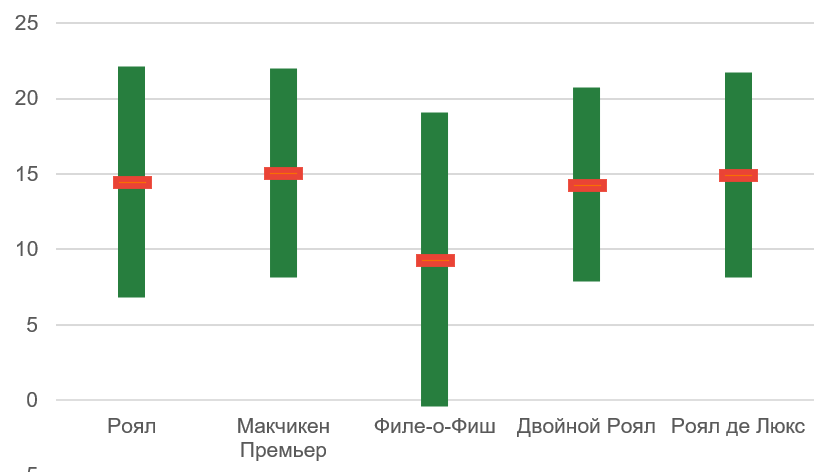 25
20
15
10
5
0
Роял
Макчикен
Премьер
Филе-о-Фиш
Двойной Роял
Роял де Люкс